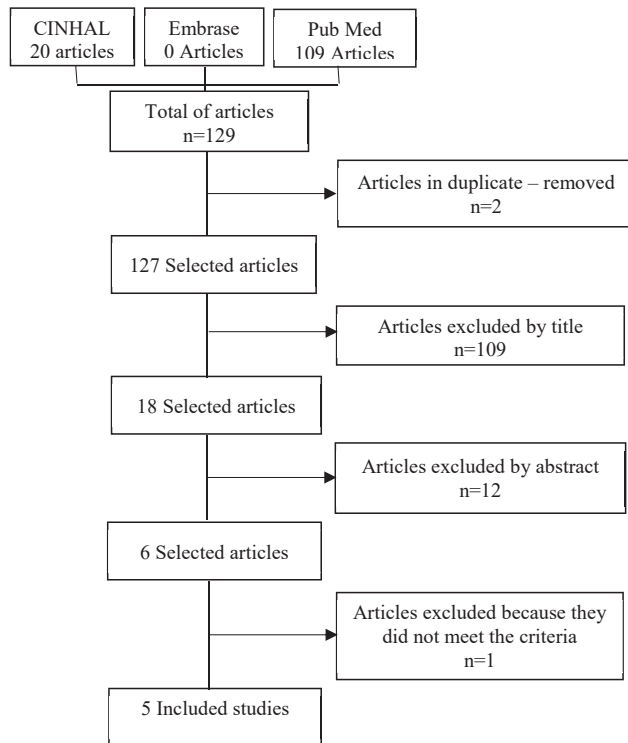 CINHAL
20 articles
Embrase
0 Articles
Pub Med
109 Articles
Total of articles
n=129
Articles in duplicate – removed
n=2
127 Selected articles
Articles excluded by title
n=109
18 Selected articles
Articles excluded by abstract
n=12
6 Selected articles
Articles excluded because they
did not meet the criteria
n=1
5 Included studies